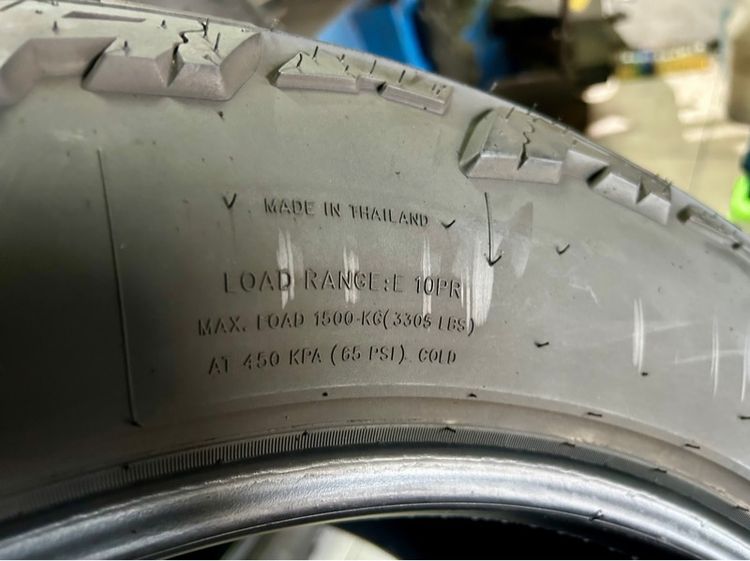 MADE IN THAILAND
LOAD RANGE:E 10PR
MAX. LOAD 1500-KG(3305 LBS)
AT 450 KPA (65 PSI) COLD